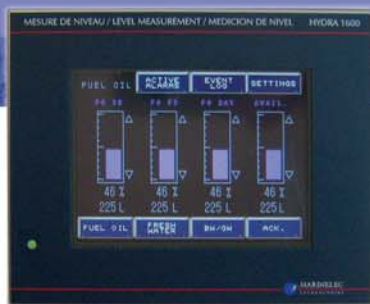 MESURE DE NIVEAU / LEVEL MEASUREMENT / MEDICION DE NIVEL HYDRA 1600
FUEL OIL ACTIVE ALARMS EVENT LOG SETTINGS
AVAIL.
46 % 46 % 46 % 46 %
225 L 225 L 225 L 225 L
FUEL OIL FRESH WATER BW/GW ACK.
MARINELEC